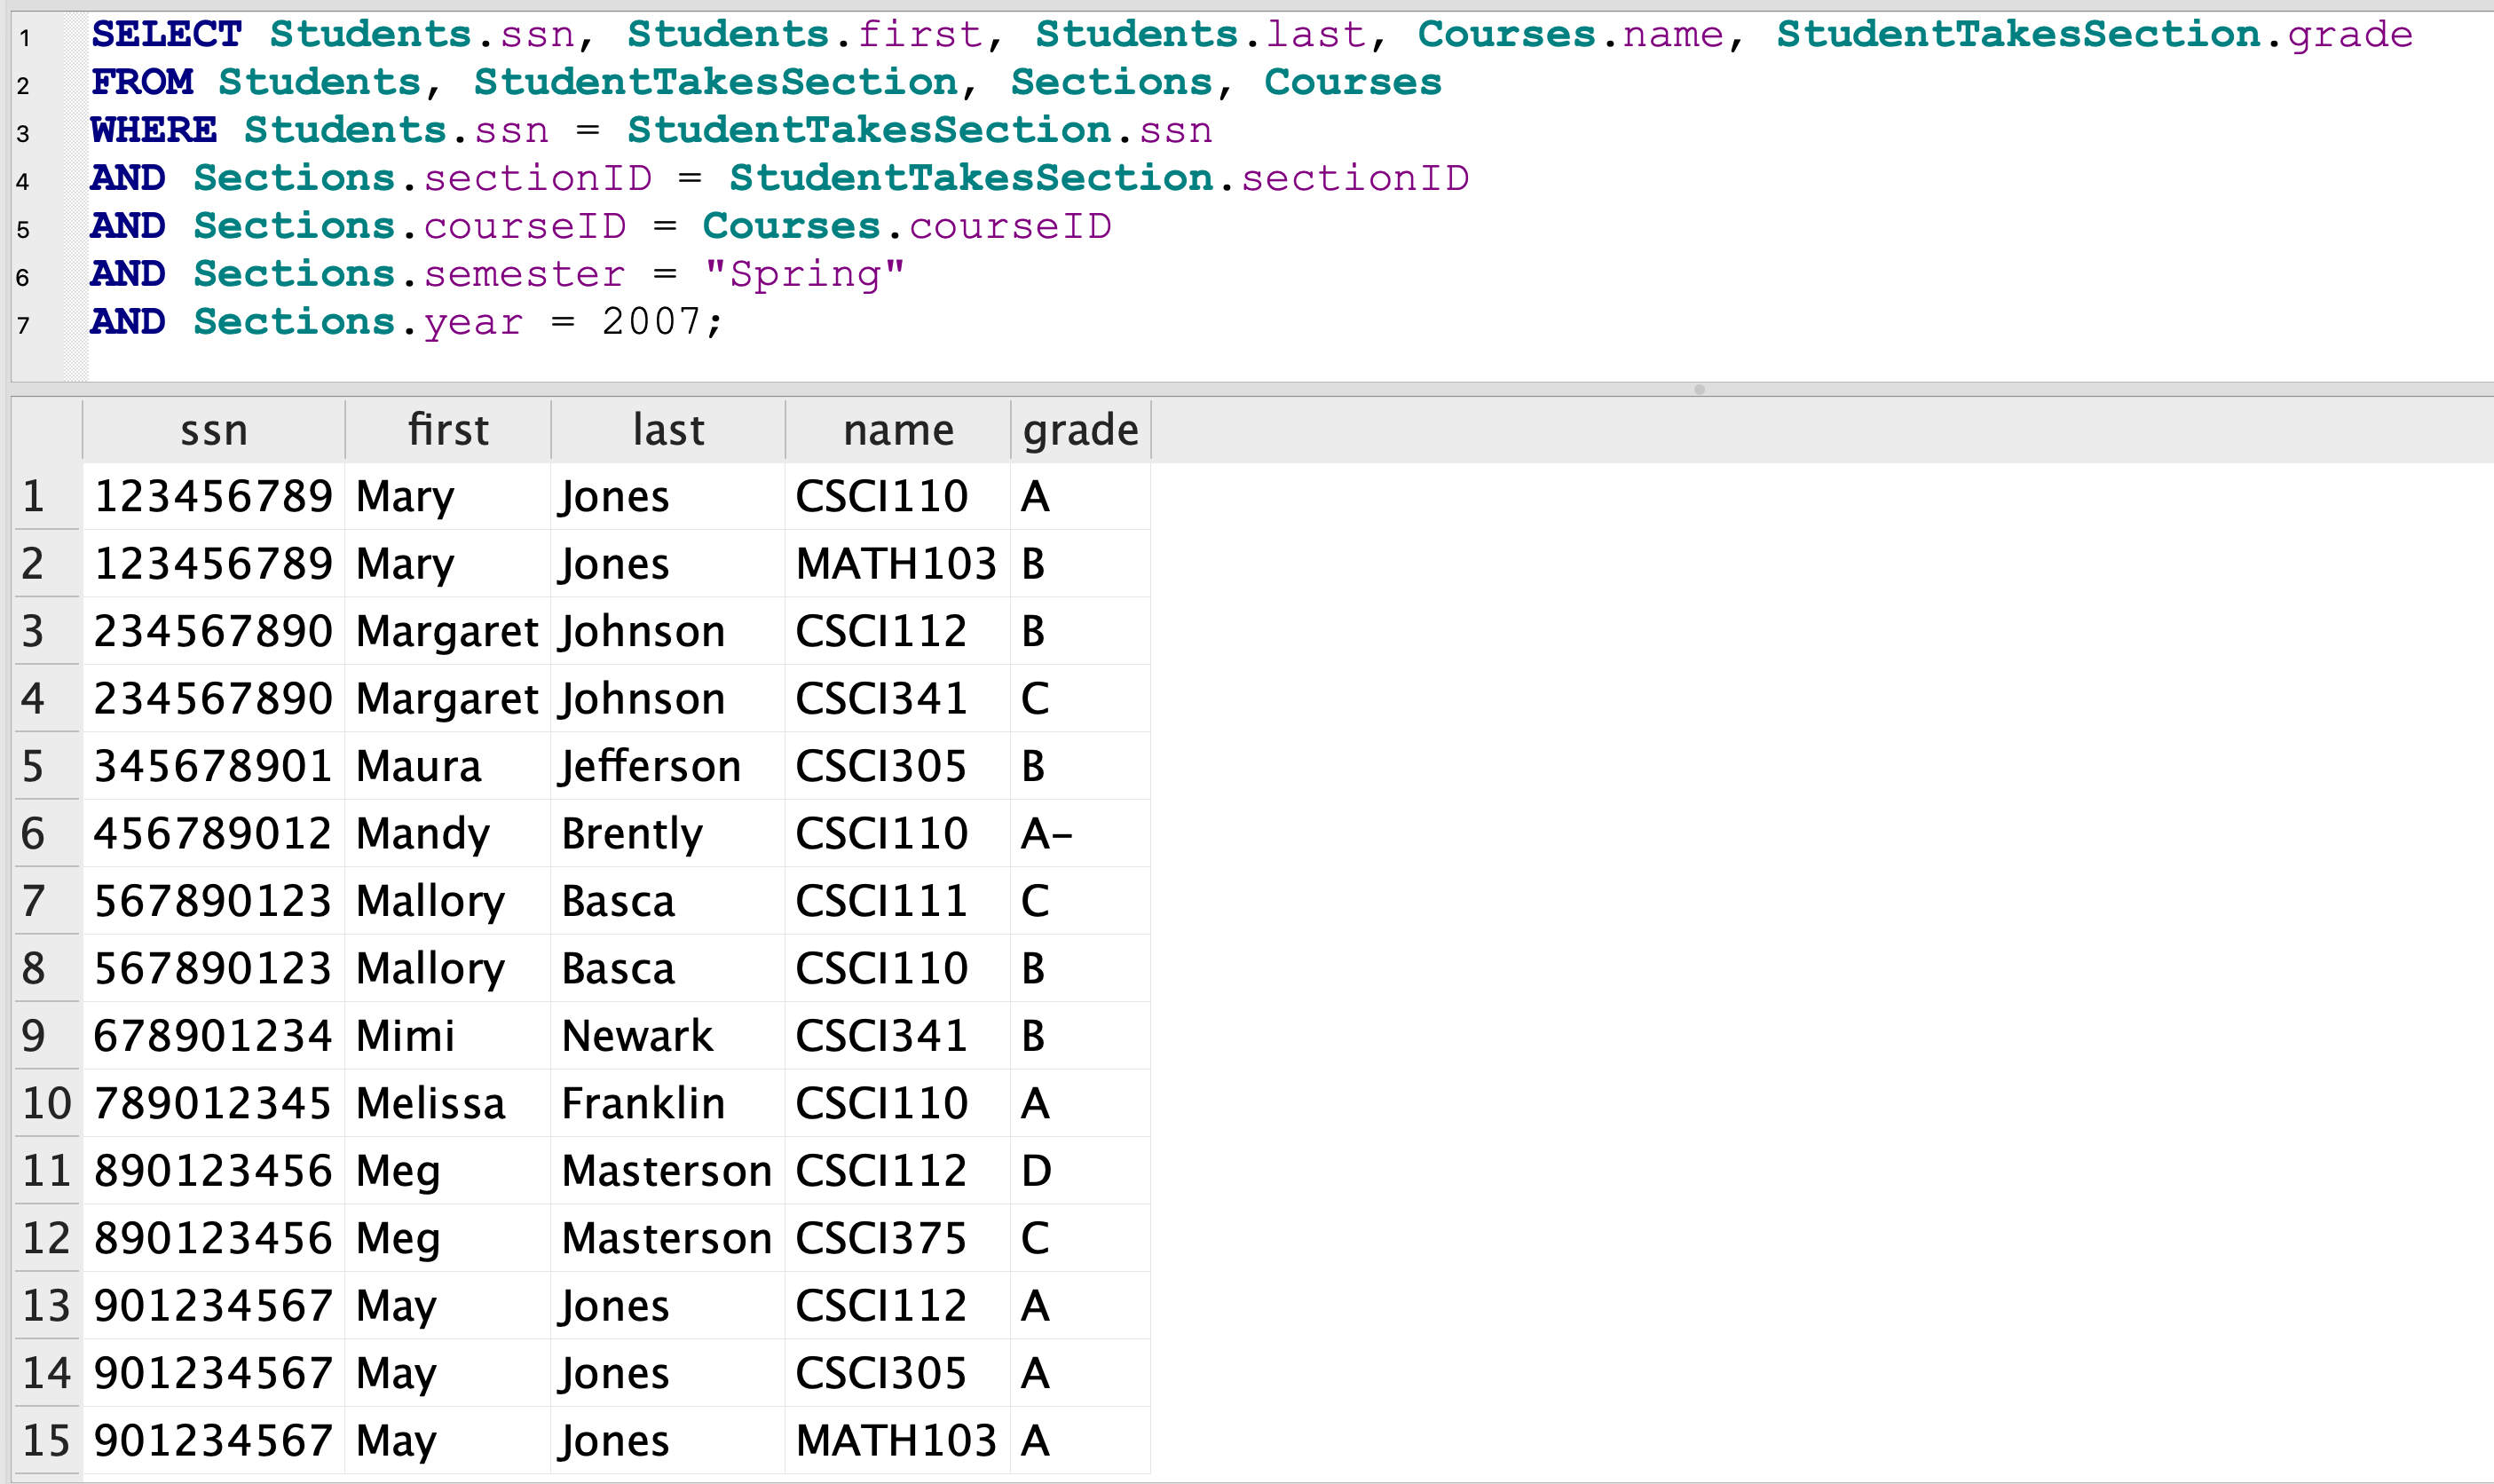 1 SELECT Students.ssn, Students.first, Students.last, Courses.name, StudentTakesSection.grade
2 FROM Students, StudentTakesSection, Sections, Courses
3 WHERE Students.ssn = StudentTakesSection.ssn
4 AND Sections.sectionID = StudentTakesSection.sectionID
5 AND Sections.courseID = Courses.courseID
6 AND Sections.semester = "Spring"
7 AND Sections.year = 2007;
ssn first last name grade
1 123456789 Mary Jones CSCI110 A
2 123456789 Mary Jones MATH103 B
3 234567890 Margaret Johnson CSCI112 B
4 234567890 Margaret Johnson CSCI341 C
5 345678901 Maura Jefferson CSCI305 B
6 456789012 Mandy Brently CSCI110 A-
7 567890123 Mallory Basca CSCI111 C
8 567890123 Mallory Basca CSCI110 B
9 678901234 Mimi Newark CSCI341 B
10 789012345 Melissa Franklin CSCI110 A
11 890123456 Meg Masterson CSCI112 D
12 890123456 Meg Masterson CSCI375 C
13 901234567 May Jones CSCI112 A
14 901234567 May Jones CSCI305 A
15 901234567 May Jones MATH103 A